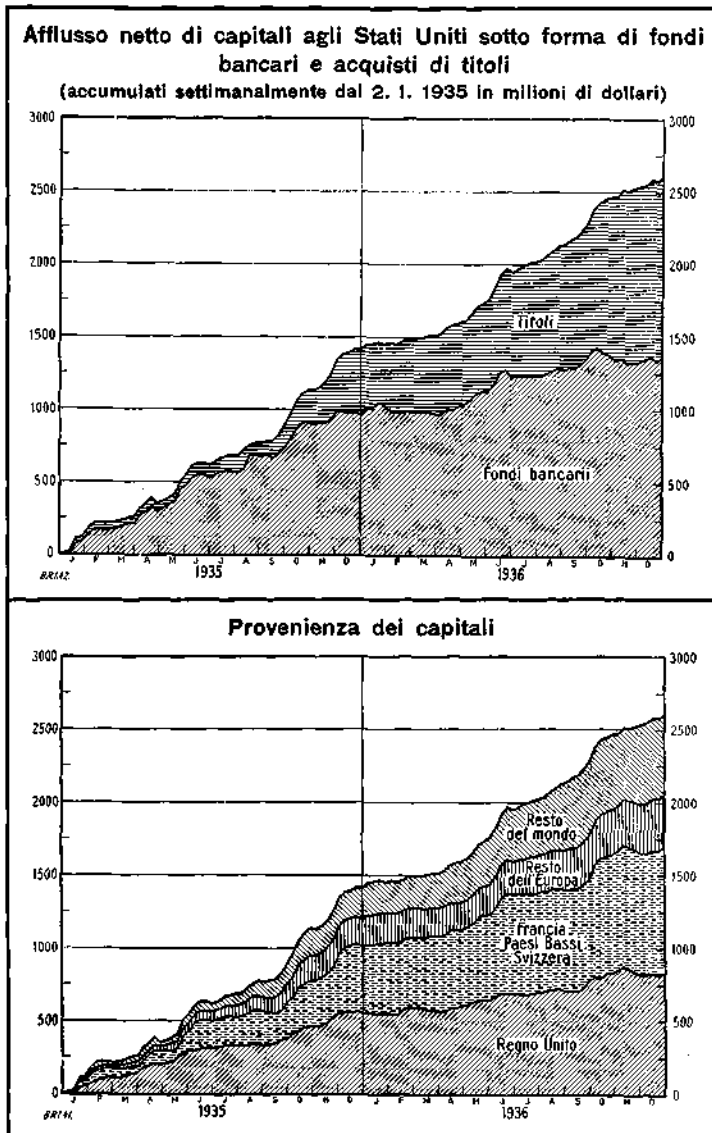 Afflusso netto di capitali agli Stati Uniti sotto forma di fondi
bancari e acquisti di titoli
(accumulati settimanalmente dal 2. 1. 1935 in milioni di dollari)
3000 3000
2500 2500
2000 2000
Titoli
1500 1500
1000 1000
Fondi bancarii
500 500
0 0
J F M A M J J A S O N D J F M A M J J A S O N D
1935 1936
Provenienza dei capitali
3000 3000
2500 2500
2000 2000
Resto
del mondo
Resto
dell'Europa
1500 1500
Francia
Paesi Bassi
Svizzera
1000 1000
500 500
Regno Unito
0 0
J F M A M J J A S O N D J F M A M J J A S O N D
1935 1936